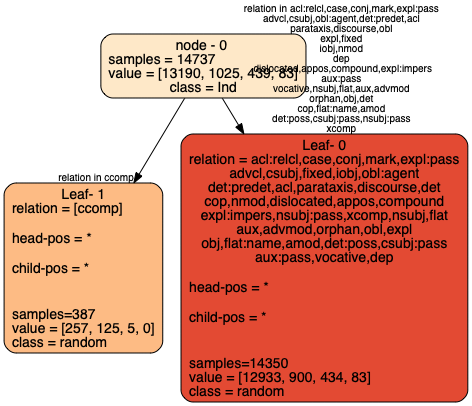 relation in acl:relcl,case,conj,mark,expl:pass
advcl,csubj,obl:agent,det:predet,acl
parataxis,discourse,obl
expl,fixed
iobj,nmod
dep
dislocated,appos,compound,expl:impers
aux:pass
vocative,nsubj,flat,aux,advmod
orphan,obj,det
cop,flat:name,amod
det:poss,csubj:pass,nsubj:pass
xcomp
node - 0
samples = 14737
value = [13190, 1025, 439, 83]
class = Ind
relation in ccomp
Leaf- 1
relation = [ccomp]
head-pos = *
child-pos = *
samples=387
value = [257, 125, 5, 0]
class = random
Leaf- 0
relation = acl:relcl,case,conj,mark,expl:pass
advcl,csubj,fixed,iobj,obl:agent
det:predet,acl,parataxis,discourse,det
cop,nmod,dislocated,appos,compound
expl:impers,nsubj:pass,xcomp,nsubj,flat
aux,advmod,orphan,obl,expl
obj,flat:name,amod,det:poss,csubj:pass
aux:pass,vocative,dep
head-pos = *
child-pos = *
samples=14350
value = [12933, 900, 434, 83]
class = random